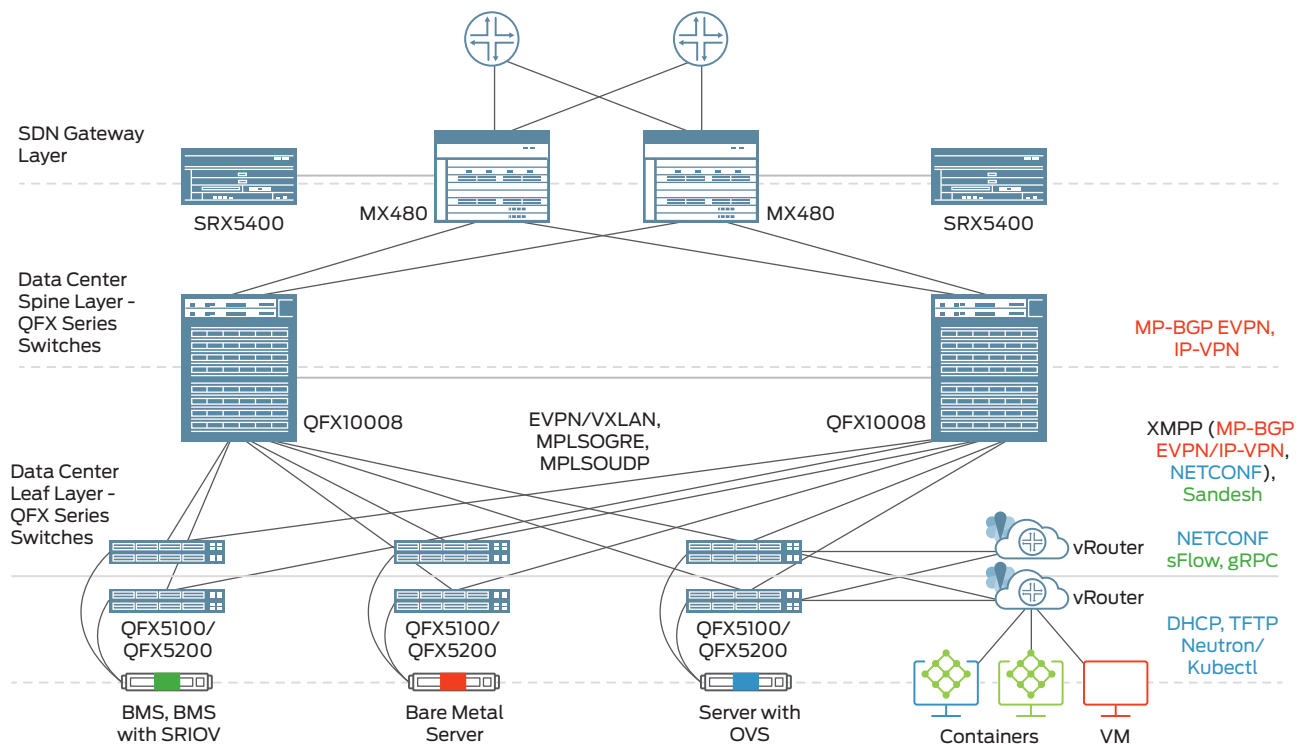 SDN Gateway
Layer
SRX5400
MX480
MX480
SRX5400
Data Center
Spine Layer -
QFX Series
Switches
MP-BGP EVPN,
IP-VPN
QFX10008
EVPN/VXLAN,
MPLSOGRE,
MPLSOUDP
QFX10008
XMPP (MP-BGP
EVPN/IP-VPN,
NETCONF),
Sandesh
Data Center
Leaf Layer -
QFX Series
Switches
vRouter
NETCONF
sFlow, gRPC
vRouter
QFX5100/
QFX5200
QFX5100/
QFX5200
QFX5100/
QFX5200
DHCP, TFTP
Neutron/
Kubectl
BMS, BMS
with SRIOV
Bare Metal
Server
Server with
OVS
Containers
VM